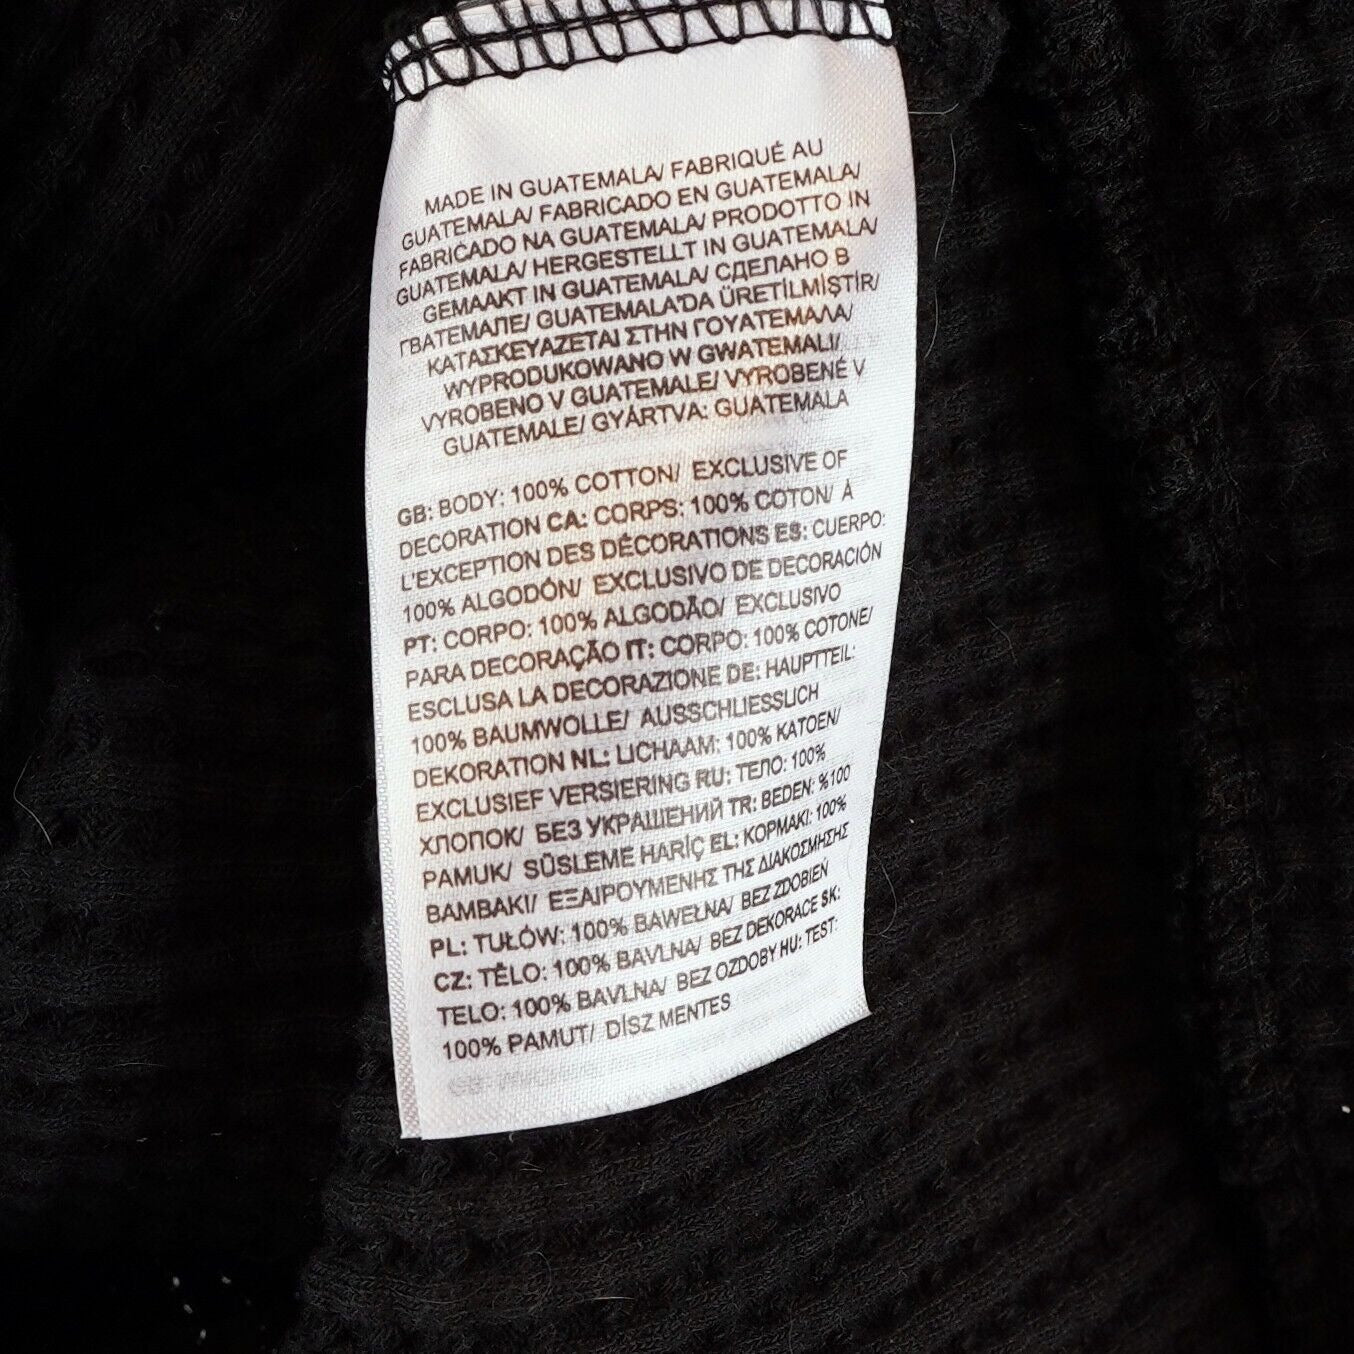 MADE IN GUATEMALA/ FABRIQUÉ AU
GUATEMALA/ FABRICADO EN GUATEMALA/
FABRICADO NA GUATEMALA/ PRODOTTO IN
GUATEMALA/ HERGESTELLT IN GUATEMALA/
GEMAAKT IN GUATEMALA/ СДЕЛАНО В
ГВАТЕМАЛЕ/ GUATEMALA'DA ÜRETİLMİŞTİR/
ΚΑΤΑΣΚΕΥΑΖΕΤΑΙ ΣΤΗΝ ΓΟΥΑΤΕΜΑΛΑ/
WYPRODUKOWANO W GWATEMALI/
VYROBENO V GUATEMALE/ VYROBENÉ V
GUATEMALE/ GYÁRTVA: GUATEMALA
GB: BODY: 100% COTTON/ EXCLUSIVE OF
DECORATION CA: CORPS: 100% COTON/ À
L'EXCEPTION DES DÉCORATIONS ES: CUERPO:
100% ALGODÓN/ EXCLUSIVO DE DECORACIÓN
PT: CORPO: 100% ALGODÃO/ EXCLUSIVO
PARA DECORAÇÃO IT: CORPO: 100% COTONE/
ESCLUSA LA DECORAZIONE DE: HAUPTTEIL:
100% BAUMWOLLE/ AUSSCHLIESSLICH
DEKORATION NL: LICHAAM: 100% KATOEN/
EXCLUSIEF VERSIERING RU: ТЕЛО: 100%
ХЛОПОК/ БЕЗ УКРАШЕНИЙ TR: BEDEN: %100
PAMUK/ SÜSLEME HARİÇ EL: ΚΟΡΜΑΚΙ: 100%
ΒΑΜΒΑΚΙ/ ΕΞΑΙΡΟΥΜΕΝΗΣ ΤΗΣ ΔΙΑΚΟΣΜΗΣΗΣ
PL: TUŁÓW: 100% BAWEŁNA/ BEZ ZDOBIEŃ
CZ: TĚLO: 100% BAVLNA/ BEZ DEKORACE SK:
TELO: 100% BAVLNA/ BEZ OZDOBY HU: TEST:
100% PAMUT/ DÍSZ MENTES